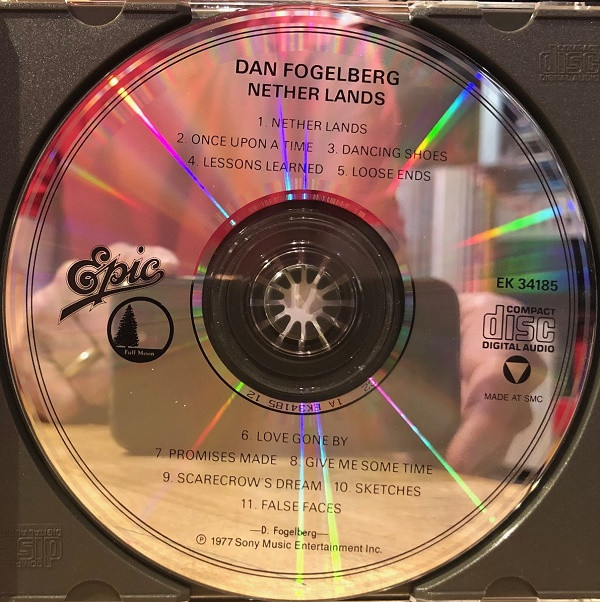 DAN FOGELBERG
NETHER LANDS
1. NETHER LANDS
2. ONCE UPON A TIME 3. DANCING SHOES
4. LESSONS LEARNED 5. LOOSE ENDS
Epic
Full Moon
EK 34185
COMPACT
disc
DIGITAL AUDIO
MADE AT SMC
1A EK34185 12
6. LOVE GONE BY
7. PROMISES MADE 8. GIVE ME SOME TIME
9. SCARECROW'S DREAM 10. SKETCHES
11. FALSE FACES
—D. Fogelberg—
Ⓟ 1977 Sony Music Entertainment Inc.